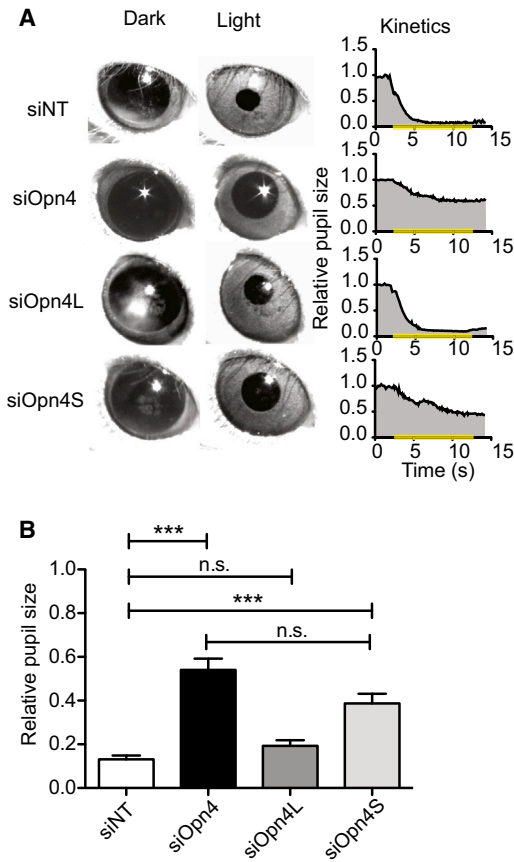 A
Dark
Light
Kinetics
siNT
siOpn4
siOpn4L
siOpn4S
Relative pupil size
1.5
1.0
0.5
0.0
0 5 10 15
1.5
1.0
0.5
0.0
0 5 10 15
1.5
1.0
0.5
0.0
0 5 10 15
1.5
1.0
0.5
0.0
0 5 10 15
Time (s)
B
***
n.s.
***
n.s.
Relative pupil size
1.0
0.8
0.6
0.4
0.2
0.0
siNT
siOpn4
siOpn4L
siOpn4S